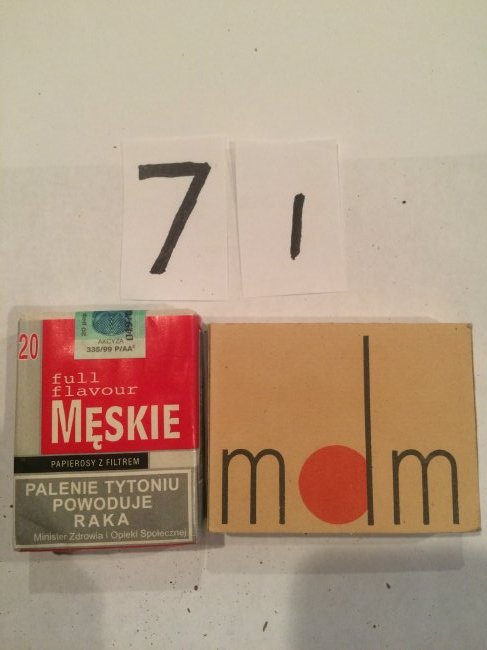 7 1
20
AKCYZA
335/99 P/AA²
full
flavour
MĘSKIE
PAPIEROSY Z FILTREM
PALENIE TYTONIU
POWODUJE
RAKA
Minister Zdrowia i Opieki Społecznej
mdm